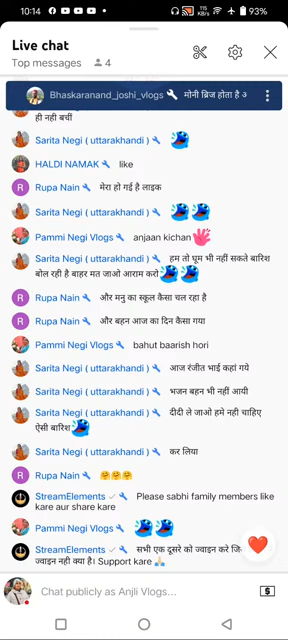 10:14
115
KB/s
93%
Live chat
Top messages 4
Bhaskaranand_joshi_vlogs मोनी ब्रिज होता है
ही नही बचीं
Sarita Negi ( uttarakhandi )
HALDI NAMAK like
R Rupa Nain मेरा हो गई है लाइक
Sarita Negi ( uttarakhandi )
Pammi Negi Vlogs anjaan kichan
Sarita Negi ( uttarakhandi ) हम तो घूम भी नहीं सकते बारिश
बोल रही है बाहर मत जाओ आराम करो
R Rupa Nain और मनु का स्कूल कैसा चल रहा है
R Rupa Nain और बहन आज का दिन कैसा गया
Pammi Negi Vlogs bahut baarish hori
Sarita Negi ( uttarakhandi ) आज रंजीत भाई कहां गये
Sarita Negi ( uttarakhandi ) भजन बहन भी नहीं आयी
Sarita Negi ( uttarakhandi ) दीदी ले जाओ हमे नही चाहिए
ऐसी बारिश
Sarita Negi ( uttarakhandi ) कर लिया
R Rupa Nain 🤗🤗🤗
StreamElements Please sabhi family members like
kare aur share kare
Pammi Negi Vlogs
StreamElements सभी एक दूसरे को ज्वाइन करे
ज्वाइन नही क्या है। Support kare 🙏
Chat publicly as Anjli Vlogs...